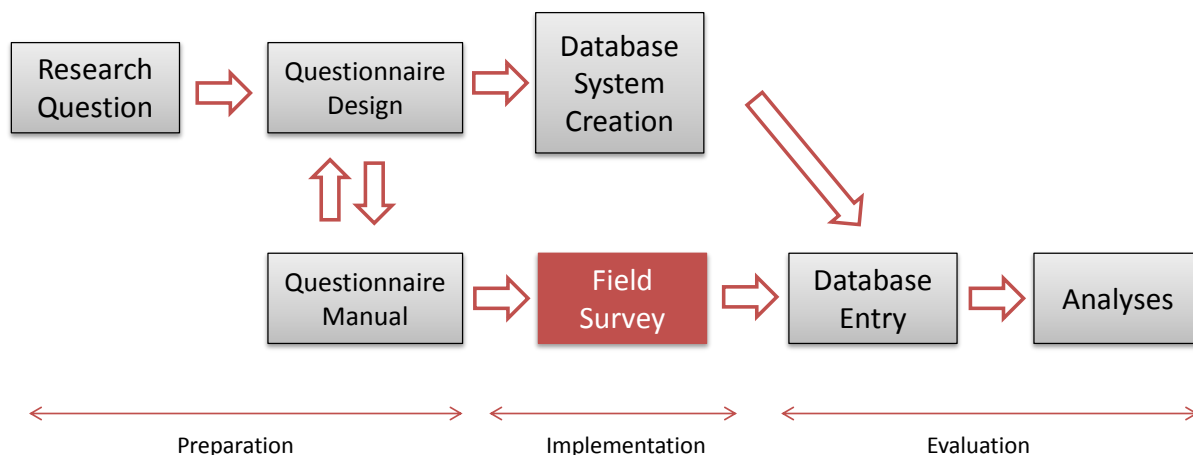 Research
Question
Questionnaire
Design
Database
System
Creation
Questionnaire
Manual
Field
Survey
Database
Entry
Analyses
Preparation
Implementation
Evaluation